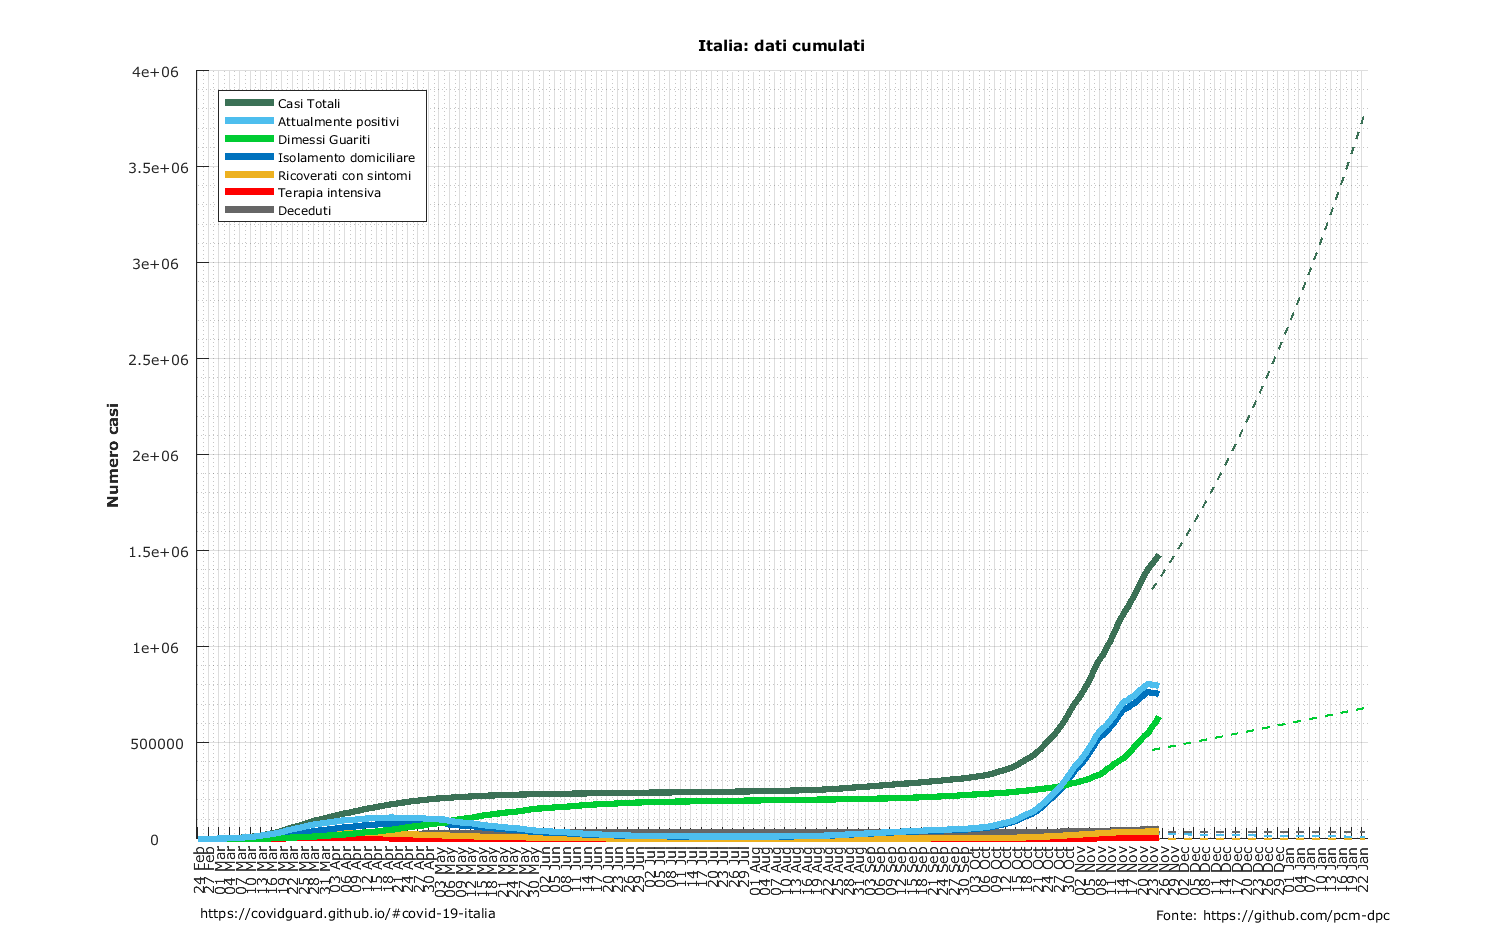 Italia: dati cumulati
4e+06
3.5e+06
3e+06
2.5e+06
2e+06
1.5e+06
1e+06
500000
0
Numero casi
Casi Totali
Attualmente positivi
Dimessi Guariti
Isolamento domiciliare
Ricoverati con sintomi
Terapia intensiva
Deceduti
24 Feb
27 Feb
01 Mar
04 Mar
07 Mar
10 Mar
13 Mar
16 Mar
19 Mar
22 Mar
25 Mar
28 Mar
31 Mar
03 Apr
06 Apr
09 Apr
12 Apr
15 Apr
18 Apr
21 Apr
24 Apr
27 Apr
30 Apr
03 May
06 May
09 May
12 May
15 May
18 May
21 May
24 May
27 May
30 May
02 Jun
05 Jun
08 Jun
11 Jun
14 Jun
17 Jun
20 Jun
23 Jun
26 Jun
29 Jun
02 Jul
05 Jul
08 Jul
11 Jul
14 Jul
17 Jul
20 Jul
23 Jul
26 Jul
29 Jul
01 Aug
04 Aug
07 Aug
10 Aug
13 Aug
16 Aug
19 Aug
22 Aug
25 Aug
28 Aug
31 Aug
03 Sep
06 Sep
09 Sep
12 Sep
15 Sep
18 Sep
21 Sep
24 Sep
27 Sep
30 Sep
03 Oct
06 Oct
09 Oct
12 Oct
15 Oct
18 Oct
21 Oct
24 Oct
27 Oct
30 Oct
02 Nov
05 Nov
08 Nov
11 Nov
14 Nov
17 Nov
20 Nov
23 Nov
26 Nov
29 Nov
02 Dec
05 Dec
08 Dec
11 Dec
14 Dec
17 Dec
20 Dec
23 Dec
26 Dec
29 Dec
01 Jan
04 Jan
07 Jan
10 Jan
13 Jan
16 Jan
19 Jan
22 Jan
https://covidguard.github.io/#covid-19-italia
Fonte: https://github.com/pcm-dpc